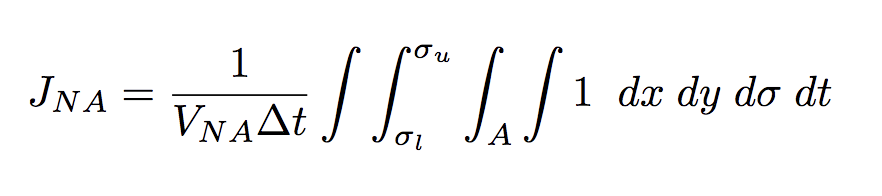 J_{NA} = \frac{1}{V_{NA} \Delta t} \int \int_{\sigma_l}^{\sigma_u} \int_A \int 1 \; dx \; dy \; d\sigma \; dt